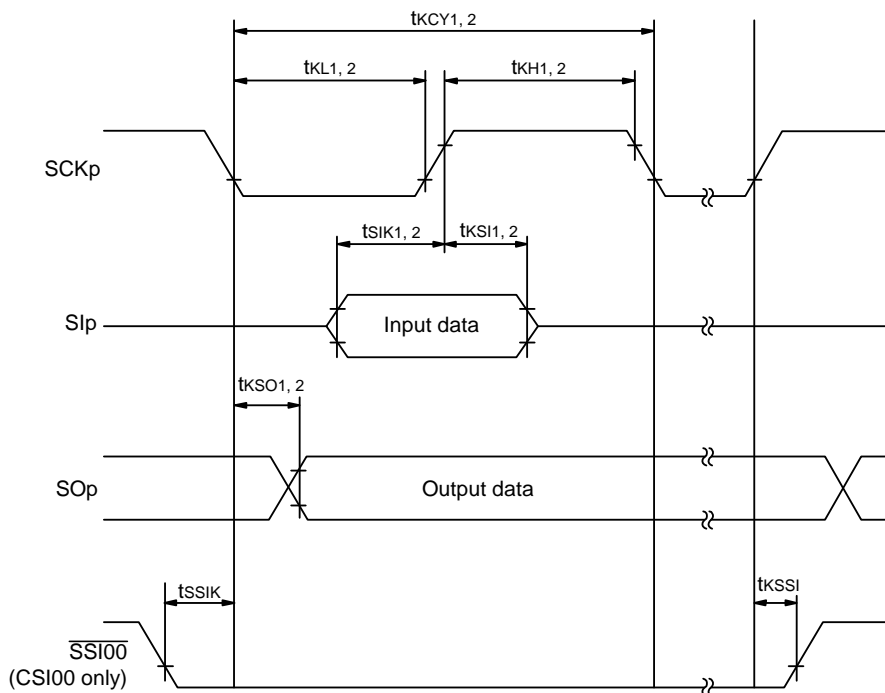 tKCY1, 2
tKL1, 2
tKH1, 2
SCKp
tSIK1, 2
tKSI1, 2
SIp
Input data
tKSO1, 2
SOp
Output data
tSSIK
tKSSI
SSI00
(CSI00 only)